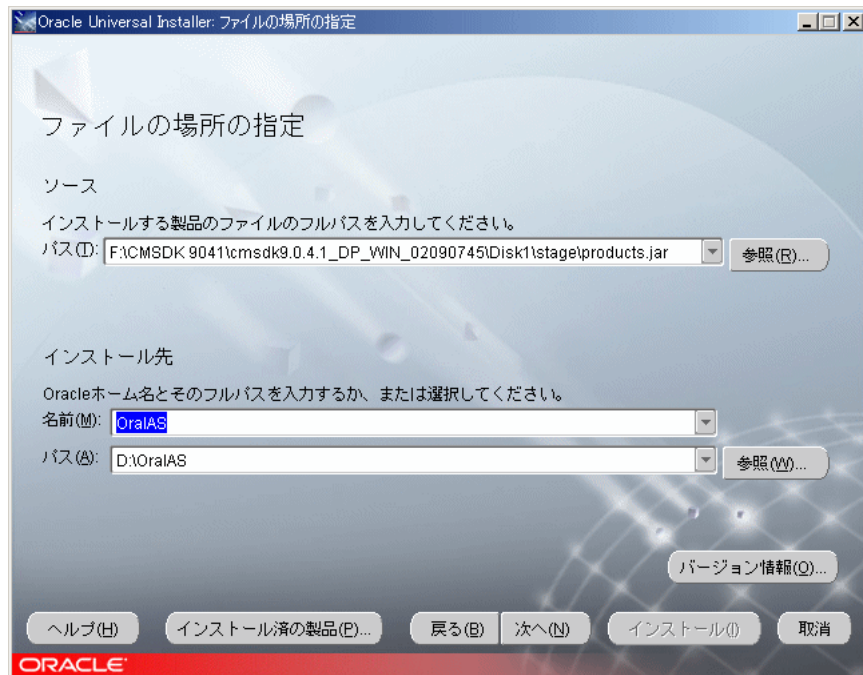 Oracle Universal Installer: ファイルの場所の指定
ファイルの場所の指定
ソース
インストールする製品のファイルのフルパスを入力してください。
パス(T): F:\CMSDK 9041\cmsdk9.0.4.1_DP_WIN_02090745\Disk1\stage\products.jar 参照(R)...
インストール先
Oracleホーム名とそのフルパスを入力するか、または選択してください。
名前(M): OraIAS
パス(A): D:\OraIAS 参照(W)...
バージョン情報(O)...
ヘルプ(H) インストール済の製品(P)... 戻る(B) 次へ(N) インストール(I) 取消
ORACLE